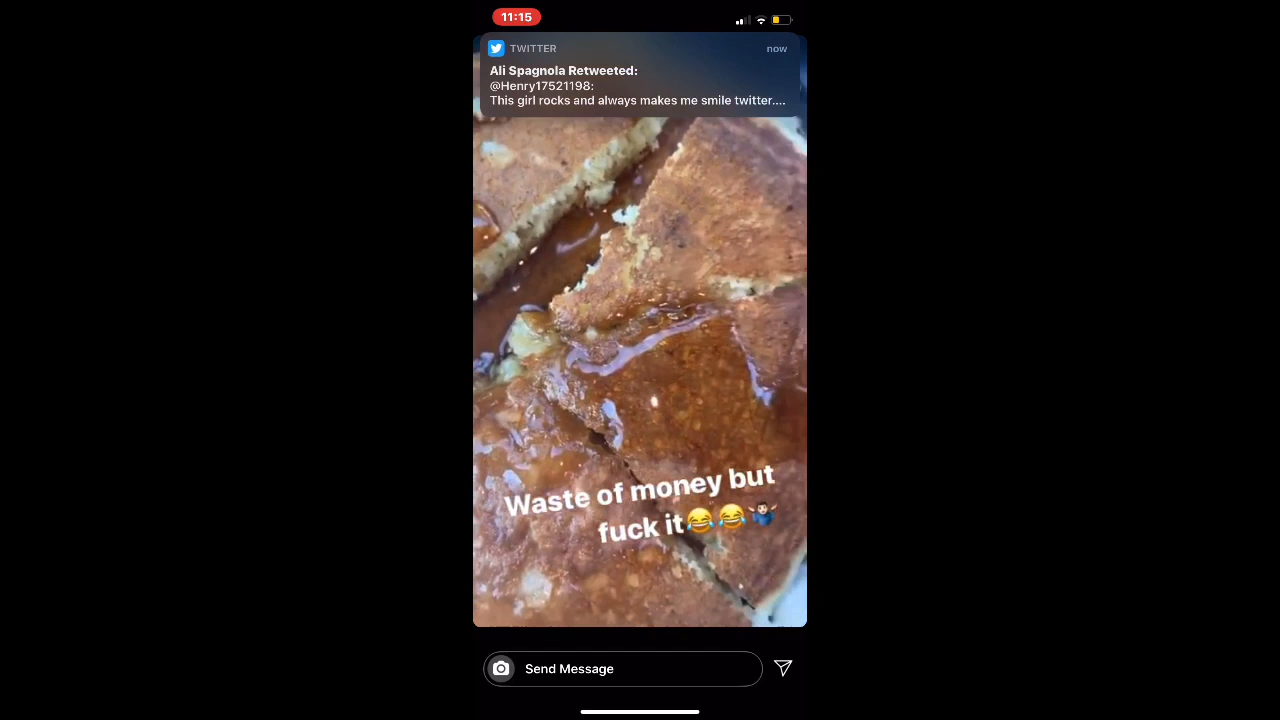 11:15
TWITTER
now
Ali Spagnola Retweeted:
@Henry17521198:
This girl rocks and always makes me smile twitter....
Waste of money but
fuck it😂😂🤷🏻‍♂️
Send Message